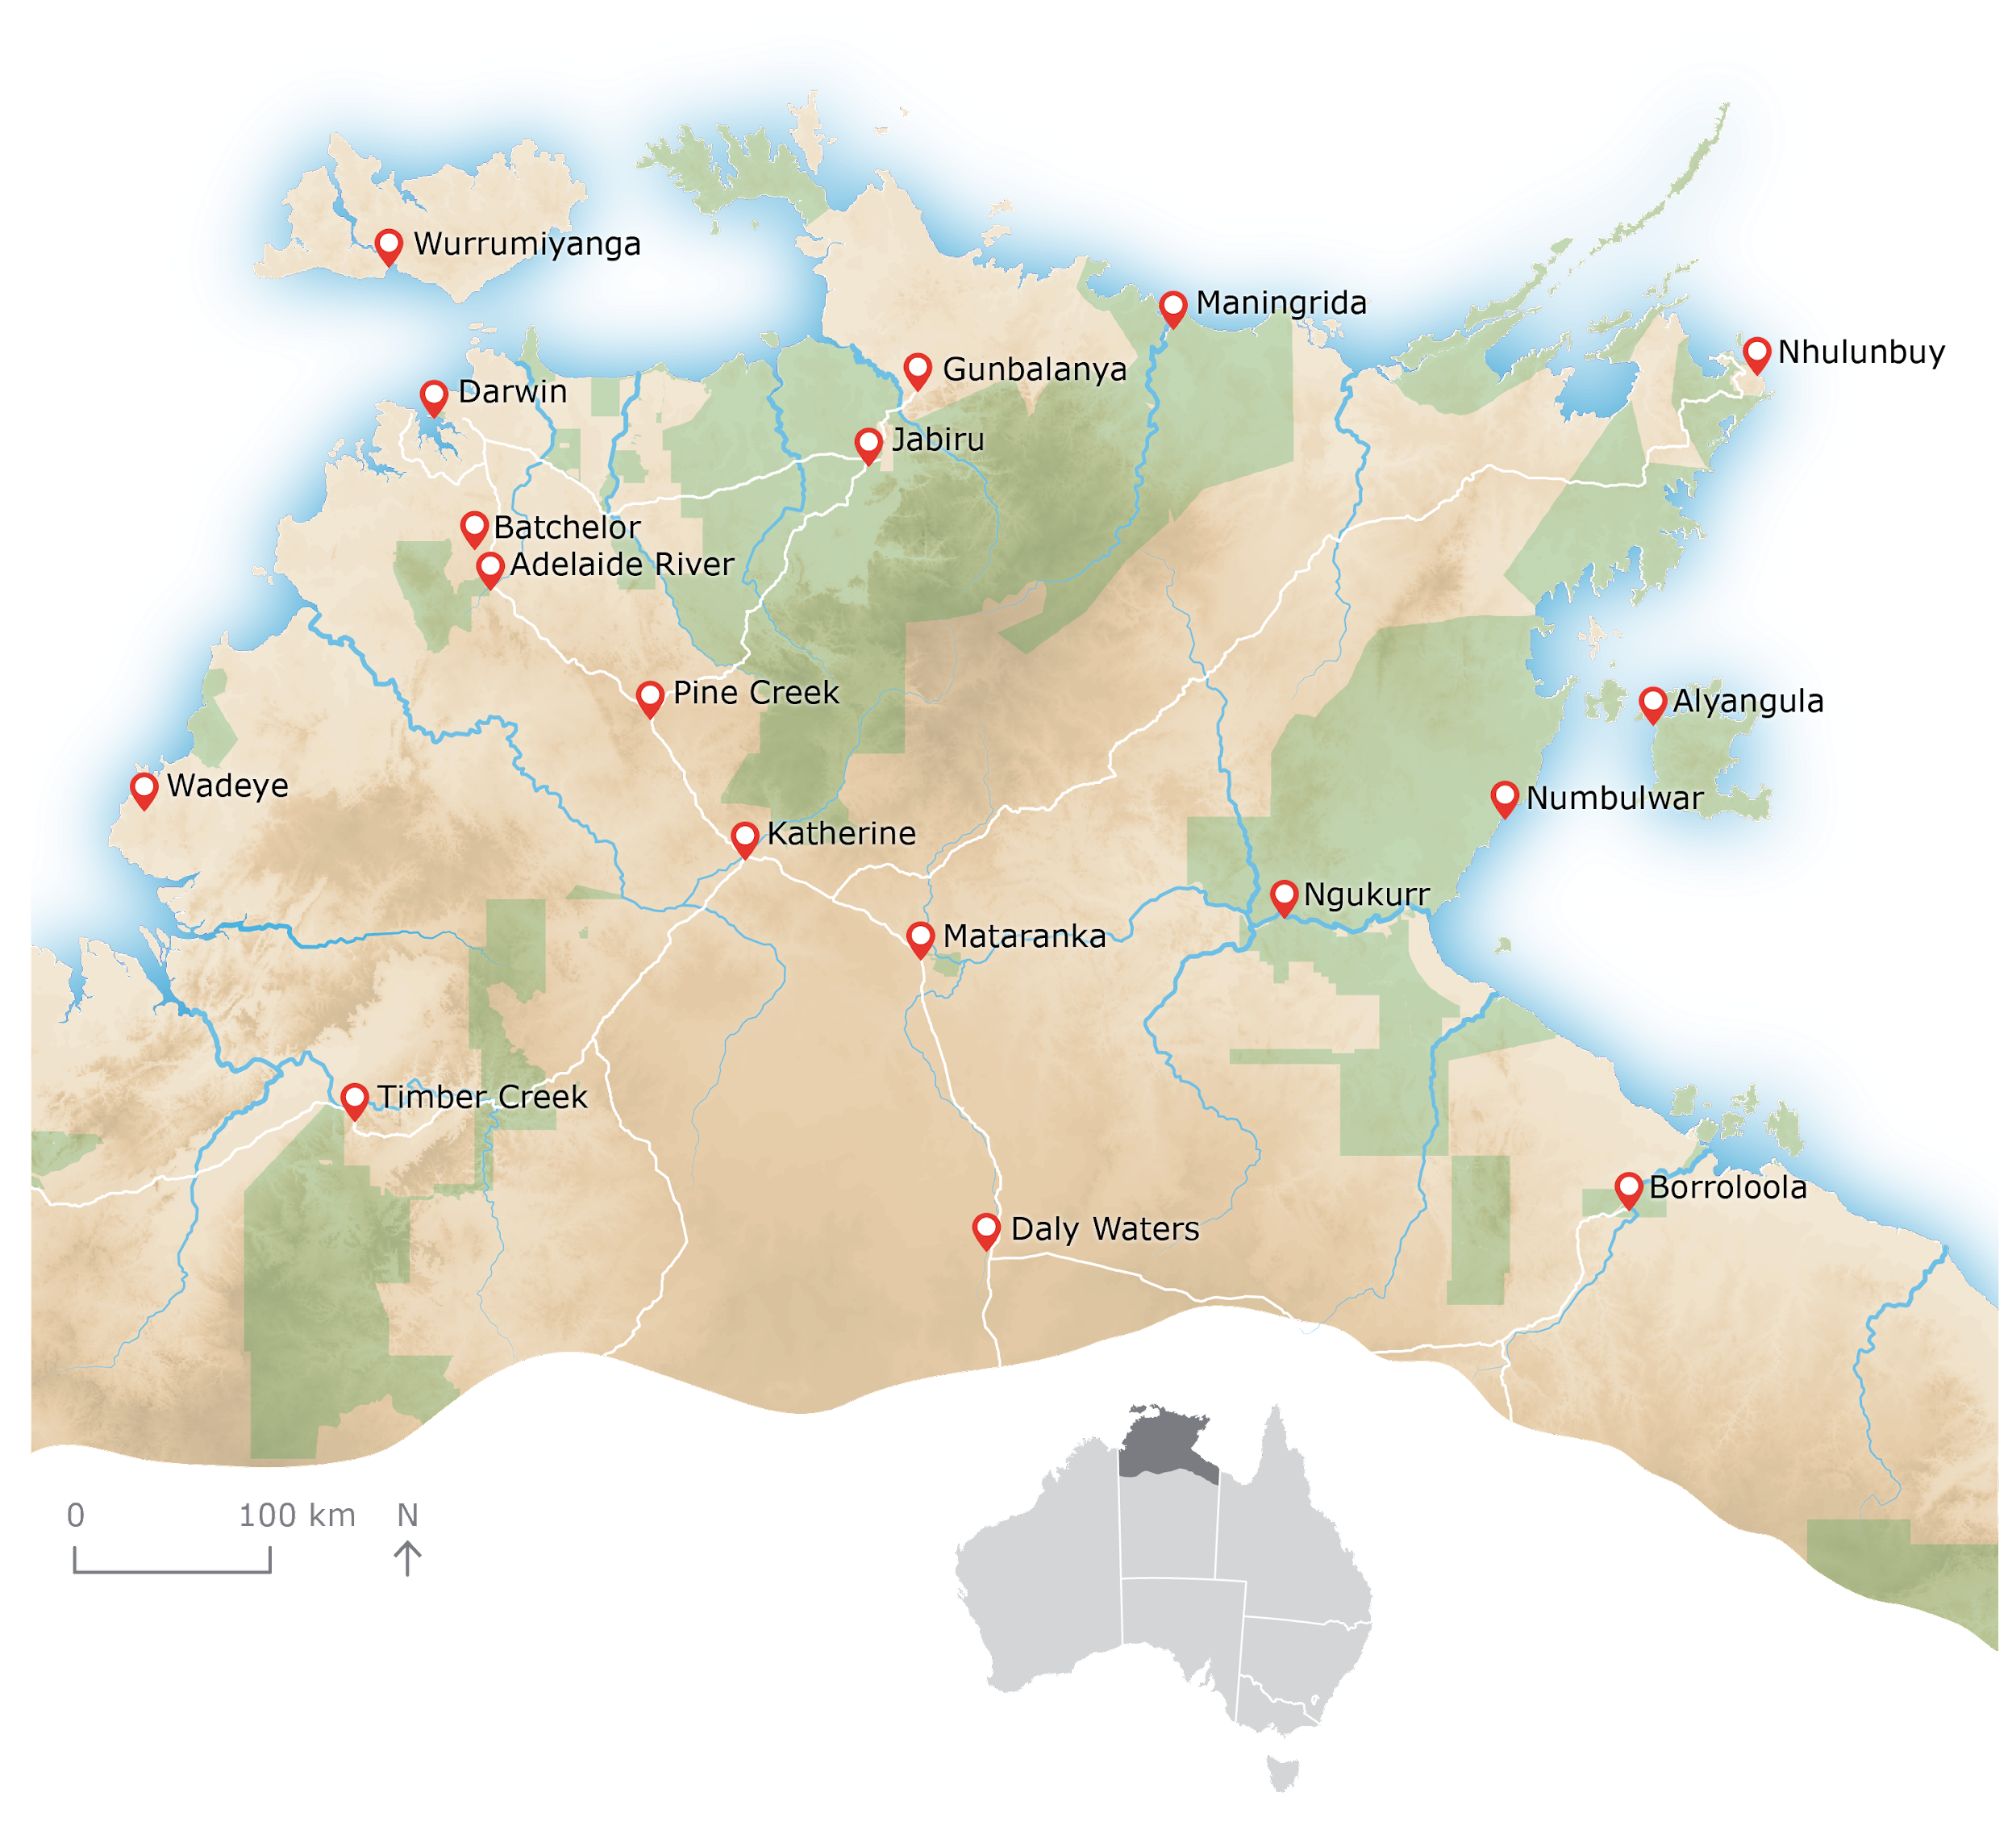 Wurrumiyanga
Maningrida
Nhulunbuy
Gunbalanya
Darwin
Jabiru
Batchelor
Adelaide River
Pine Creek
Alyangula
Wadeye
Numbulwar
Katherine
Ngukurr
Mataranka
Timber Creek
Borroloola
Daly Waters
0 100 km N